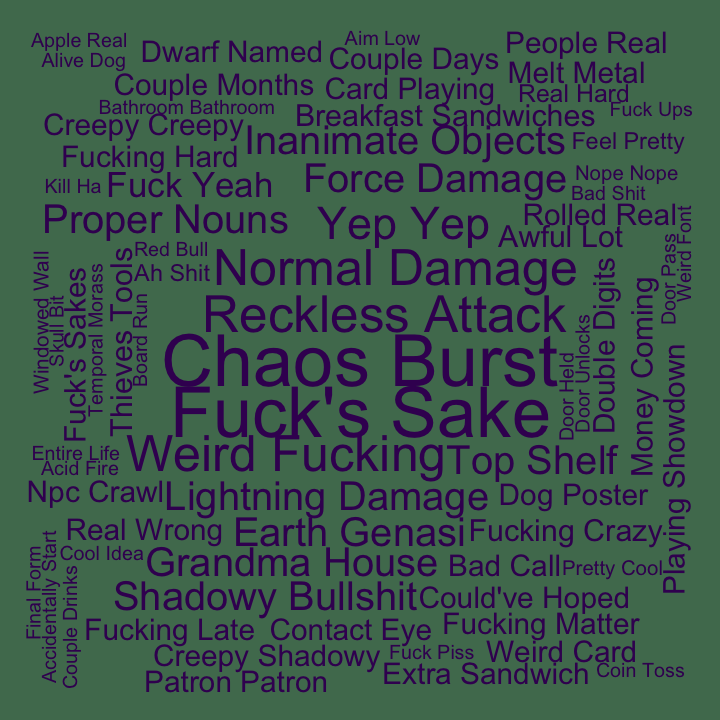 Apple Real
Alive Dog
Dwarf Named
Aim Low
Couple Days
People Real
Couple Months
Card Playing
Melt Metal
Real Hard
Bathroom Bathroom
Breakfast Sandwiches
Fuck Ups
Creepy Creepy
Inanimate Objects
Feel Pretty
Fucking Hard
Kill Ha
Fuck Yeah
Force Damage
Nope Nope
Bad Shit
Proper Nouns
Yep Yep
Rolled Real
Awful Lot
Red Bull
Ah Shit
Normal Damage
Reckless Attack
Chaos Burst
Fuck's Sake
Windowed Wall
Skull Bit
Fuck's Sakes
Temporal Morass
Thieves Tools
Board Run
Door Held
Door Unlocks
Double Digits
Money Coming
Door Pass
Weird Font
Playing Showdown
Entire Life
Acid Fire
Weird Fucking
Top Shelf
Npc Crawl
Lightning Damage
Dog Poster
Real Wrong
Earth Genasi
Fucking Crazy
Cool Idea
Grandma House
Bad Call
Pretty Cool
Final Form
Accidentally Start
Couple Drinks
Shadowy Bullshit
Could've Hoped
Fucking Late
Contact Eye
Fucking Matter
Creepy Shadowy
Fuck Piss
Weird Card
Patron Patron
Extra Sandwich
Coin Toss